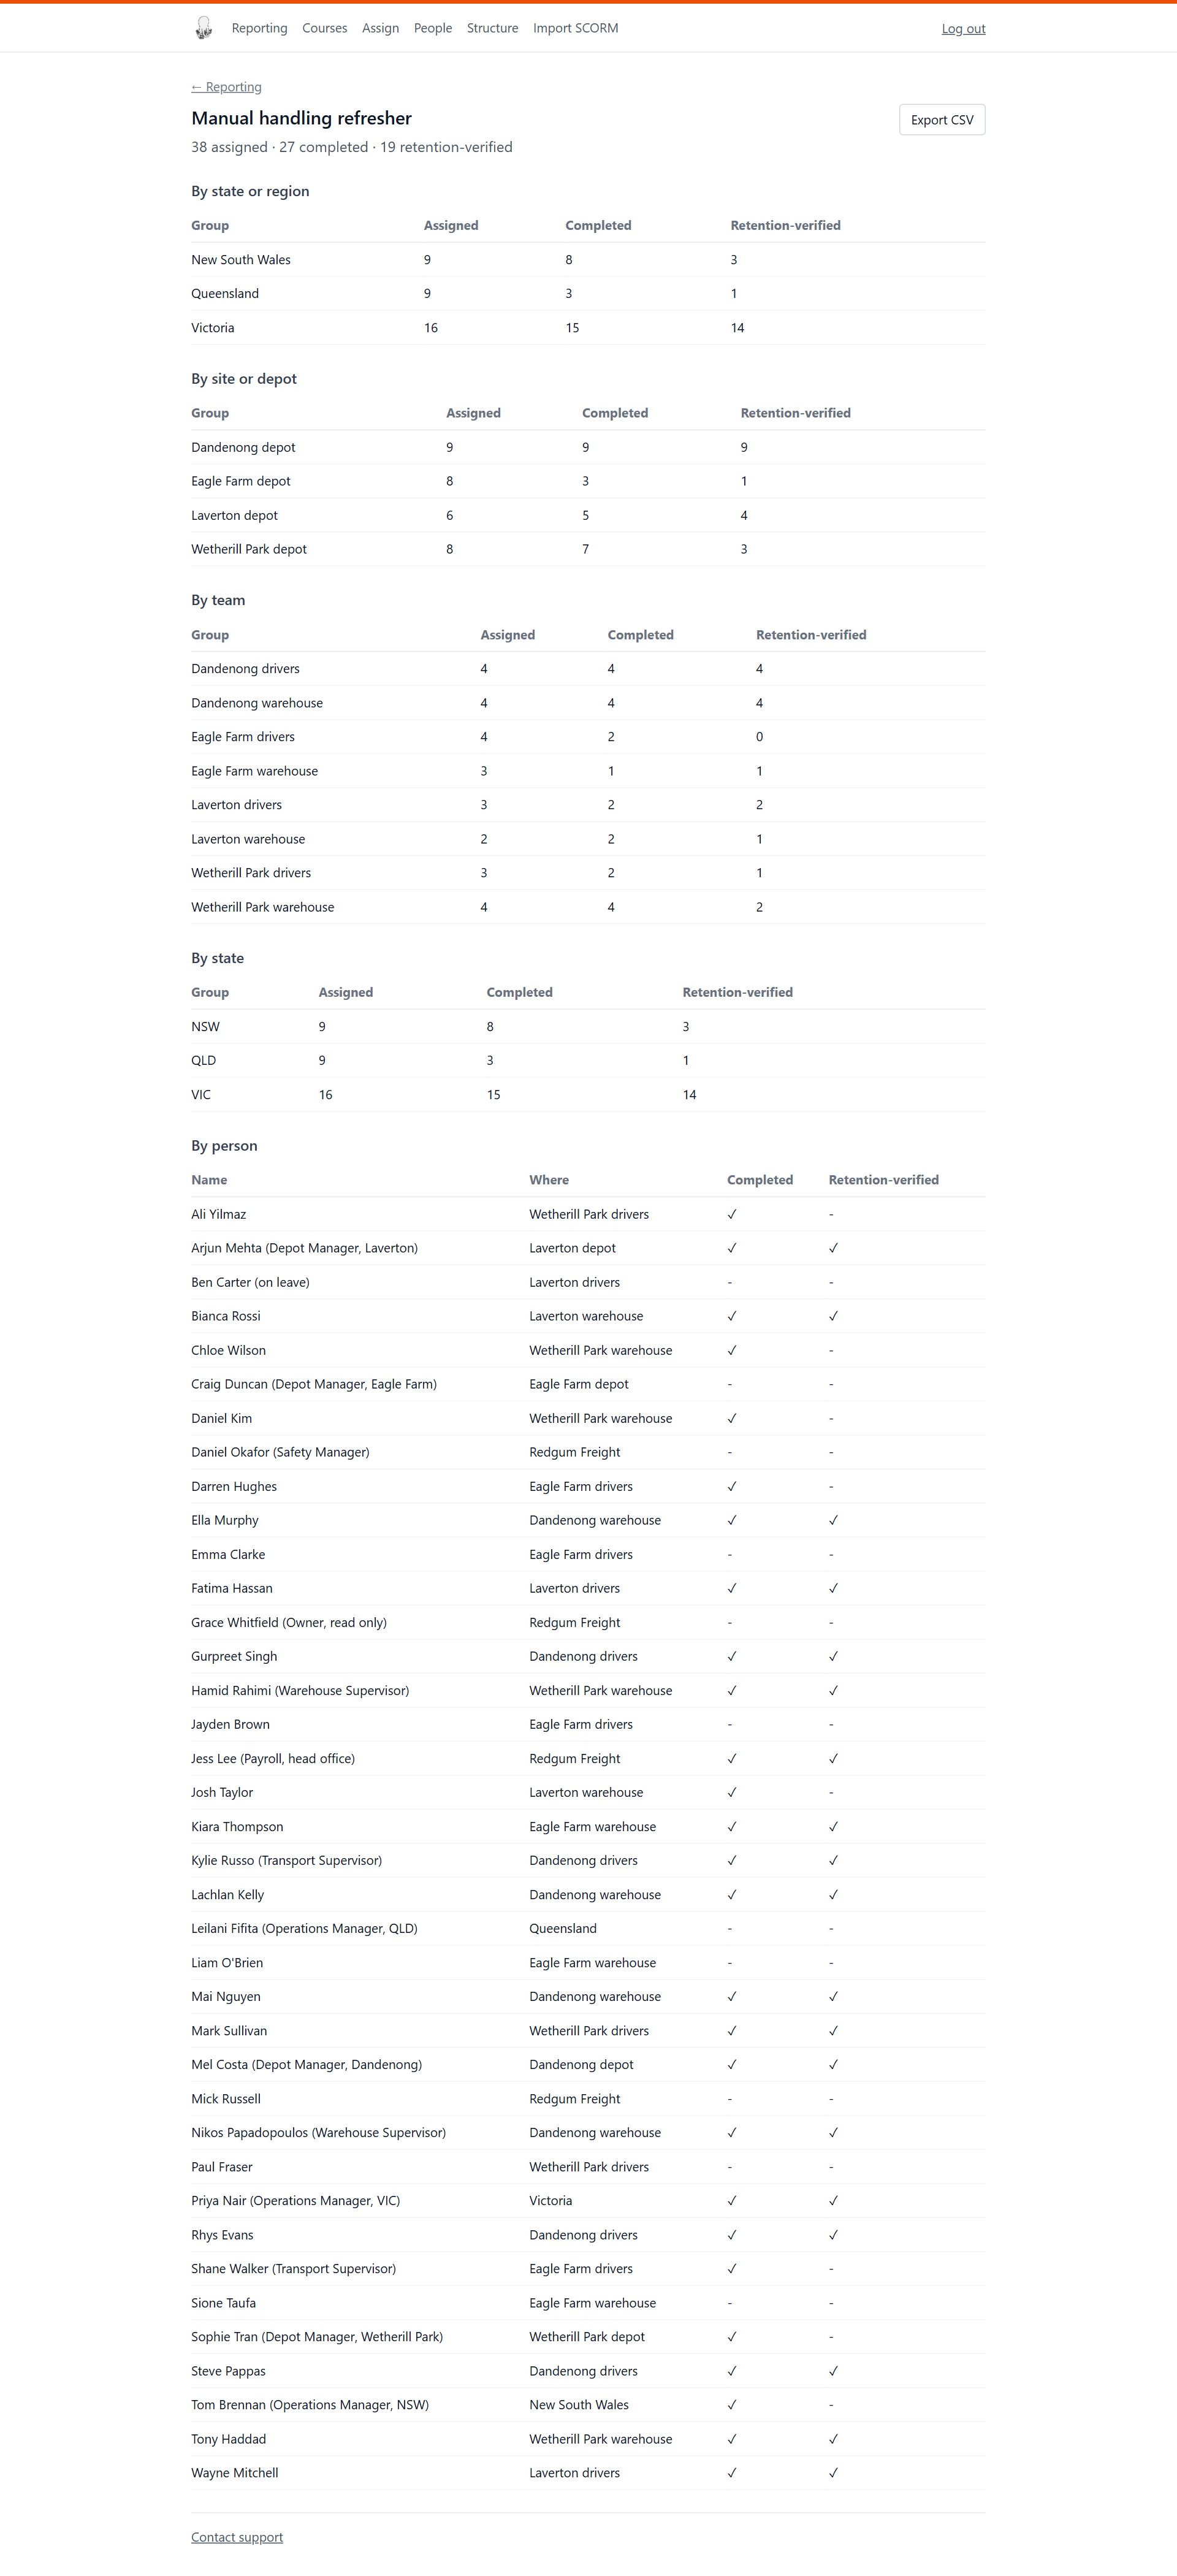 Reporting Courses Assign People Structure Import SCORM Log out
← Reporting
Manual handling refresher Export CSV
38 assigned · 27 completed · 19 retention-verified
By state or region
Group Assigned Completed Retention-verified
New South Wales 9 8 3
Queensland 9 3 1
Victoria 16 15 14
By site or depot
Group Assigned Completed Retention-verified
Dandenong depot 9 9 9
Eagle Farm depot 8 3 1
Laverton depot 6 5 4
Wetherill Park depot 8 7 3
By team
Group Assigned Completed Retention-verified
Dandenong drivers 4 4 4
Dandenong warehouse 4 4 4
Eagle Farm drivers 4 2 0
Eagle Farm warehouse 3 1 1
Laverton drivers 3 2 2
Laverton warehouse 2 2 1
Wetherill Park drivers 3 2 1
Wetherill Park warehouse 4 4 2
By state
Group Assigned Completed Retention-verified
NSW 9 8 3
QLD 9 3 1
VIC 16 15 14
By person
Name Where Completed Retention-verified
Ali Yilmaz Wetherill Park drivers ✓ -
Arjun Mehta (Depot Manager, Laverton) Laverton depot ✓ ✓
Ben Carter (on leave) Laverton drivers - -
Bianca Rossi Laverton warehouse ✓ ✓
Chloe Wilson Wetherill Park warehouse ✓ -
Craig Duncan (Depot Manager, Eagle Farm) Eagle Farm depot - -
Daniel Kim Wetherill Park warehouse ✓ -
Daniel Okafor (Safety Manager) Redgum Freight - -
Darren Hughes Eagle Farm drivers ✓ -
Ella Murphy Dandenong warehouse ✓ ✓
Emma Clarke Eagle Farm drivers - -
Fatima Hassan Laverton drivers ✓ ✓
Grace Whitfield (Owner, read only) Redgum Freight - -
Gurpreet Singh Dandenong drivers ✓ ✓
Hamid Rahimi (Warehouse Supervisor) Wetherill Park warehouse ✓ ✓
Jayden Brown Eagle Farm drivers - -
Jess Lee (Payroll, head office) Redgum Freight ✓ ✓
Josh Taylor Laverton warehouse ✓ -
Kiara Thompson Eagle Farm warehouse ✓ ✓
Kylie Russo (Transport Supervisor) Dandenong drivers ✓ ✓
Lachlan Kelly Dandenong warehouse ✓ ✓
Leilani Fifita (Operations Manager, QLD) Queensland - -
Liam O'Brien Eagle Farm warehouse - -
Mai Nguyen Dandenong warehouse ✓ ✓
Mark Sullivan Wetherill Park drivers ✓ ✓
Mel Costa (Depot Manager, Dandenong) Dandenong depot ✓ ✓
Mick Russell Redgum Freight - -
Nikos Papadopoulos (Warehouse Supervisor) Dandenong warehouse ✓ ✓
Paul Fraser Wetherill Park drivers - -
Priya Nair (Operations Manager, VIC) Victoria ✓ ✓
Rhys Evans Dandenong drivers ✓ ✓
Shane Walker (Transport Supervisor) Eagle Farm drivers ✓ -
Sione Taufa Eagle Farm warehouse - -
Sophie Tran (Depot Manager, Wetherill Park) Wetherill Park depot ✓ -
Steve Pappas Dandenong drivers ✓ ✓
Tom Brennan (Operations Manager, NSW) New South Wales ✓ -
Tony Haddad Wetherill Park warehouse ✓ ✓
Wayne Mitchell Laverton drivers ✓ ✓
Contact support